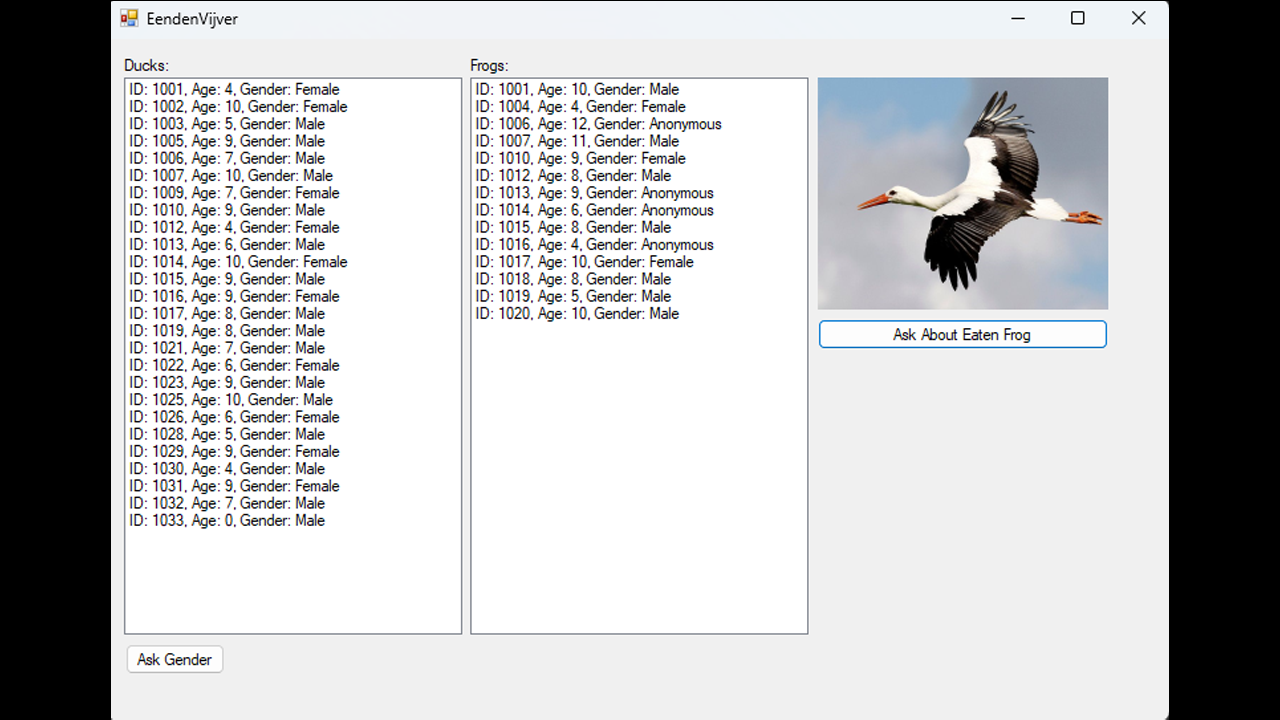 EendenVijver
Ducks:
ID: 1001, Age: 4, Gender: Female
ID: 1002, Age: 10, Gender: Female
ID: 1003, Age: 5, Gender: Male
ID: 1005, Age: 9, Gender: Male
ID: 1006, Age: 7, Gender: Male
ID: 1007, Age: 10, Gender: Male
ID: 1009, Age: 7, Gender: Female
ID: 1010, Age: 9, Gender: Male
ID: 1012, Age: 4, Gender: Female
ID: 1013, Age: 6, Gender: Male
ID: 1014, Age: 10, Gender: Female
ID: 1015, Age: 9, Gender: Male
ID: 1016, Age: 9, Gender: Female
ID: 1017, Age: 8, Gender: Male
ID: 1019, Age: 8, Gender: Male
ID: 1021, Age: 7, Gender: Male
ID: 1022, Age: 6, Gender: Female
ID: 1023, Age: 9, Gender: Male
ID: 1025, Age: 10, Gender: Male
ID: 1026, Age: 6, Gender: Female
ID: 1028, Age: 5, Gender: Male
ID: 1029, Age: 9, Gender: Female
ID: 1030, Age: 4, Gender: Male
ID: 1031, Age: 9, Gender: Female
ID: 1032, Age: 7, Gender: Male
ID: 1033, Age: 0, Gender: Male
Ask Gender
Frogs:
ID: 1001, Age: 10, Gender: Male
ID: 1004, Age: 4, Gender: Female
ID: 1006, Age: 12, Gender: Anonymous
ID: 1007, Age: 11, Gender: Male
ID: 1010, Age: 9, Gender: Female
ID: 1012, Age: 8, Gender: Male
ID: 1013, Age: 9, Gender: Anonymous
ID: 1014, Age: 6, Gender: Anonymous
ID: 1015, Age: 8, Gender: Male
ID: 1016, Age: 4, Gender: Anonymous
ID: 1017, Age: 10, Gender: Female
ID: 1018, Age: 8, Gender: Male
ID: 1019, Age: 5, Gender: Male
ID: 1020, Age: 10, Gender: Male
Ask About Eaten Frog